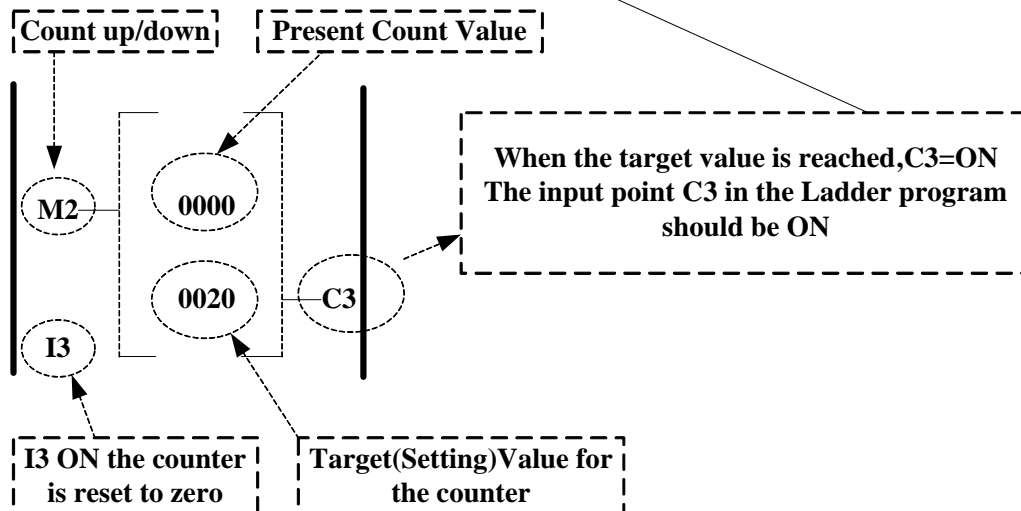 Count up/down
Present Count Value
When the target value is reached,C3=ON
The input point C3 in the Ladder program
should be ON
M2
0000
0020
C3
I3
I3 ON the counter
is reset to zero
Target(Setting)Value for
the counter